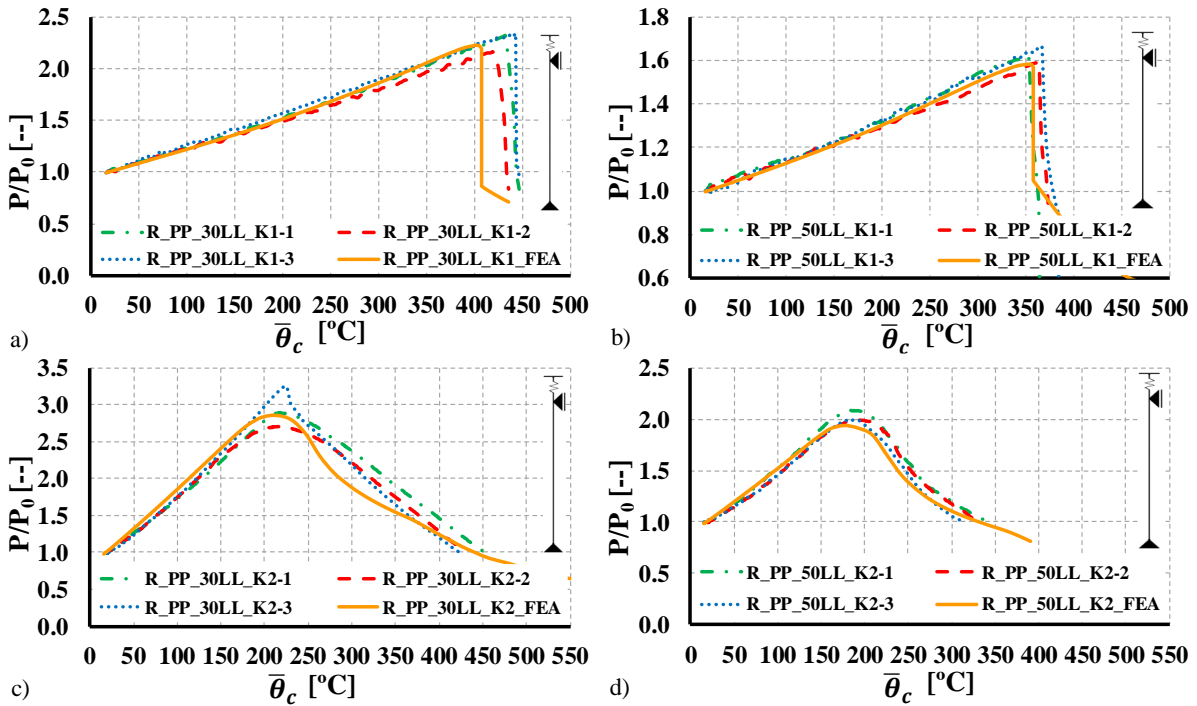 P/P0 [--]
2.5
2.0
1.5
1.0
0.5
0.0
R_PP_30LL_K1-1
R_PP_30LL_K1-2
R_PP_30LL_K1-3
R_PP_30LL_K1_FEA
0 50 100 150 200 250 300 350 400 450 500
θ̅c [ºC]
a)
P/P0 [--]
1.8
1.6
1.4
1.2
1.0
0.8
0.6
R_PP_50LL_K1-1
R_PP_50LL_K1-2
R_PP_50LL_K1-3
R_PP_50LL_K1_FEA
0 50 100 150 200 250 300 350 400 450 500
θ̅c [ºC]
b)
P/P0 [--]
3.5
3.0
2.5
2.0
1.5
1.0
0.5
0.0
R_PP_30LL_K2-1
R_PP_30LL_K2-2
R_PP_30LL_K2-3
R_PP_30LL_K2_FEA
0 50 100 150 200 250 300 350 400 450 500 550
θ̅c [ºC]
c)
P/P0 [--]
2.5
2.0
1.5
1.0
0.5
0.0
R_PP_50LL_K2-1
R_PP_50LL_K2-2
R_PP_50LL_K2-3
R_PP_50LL_K2_FEA
0 50 100 150 200 250 300 350 400 450 500 550
θ̅c [ºC]
d)